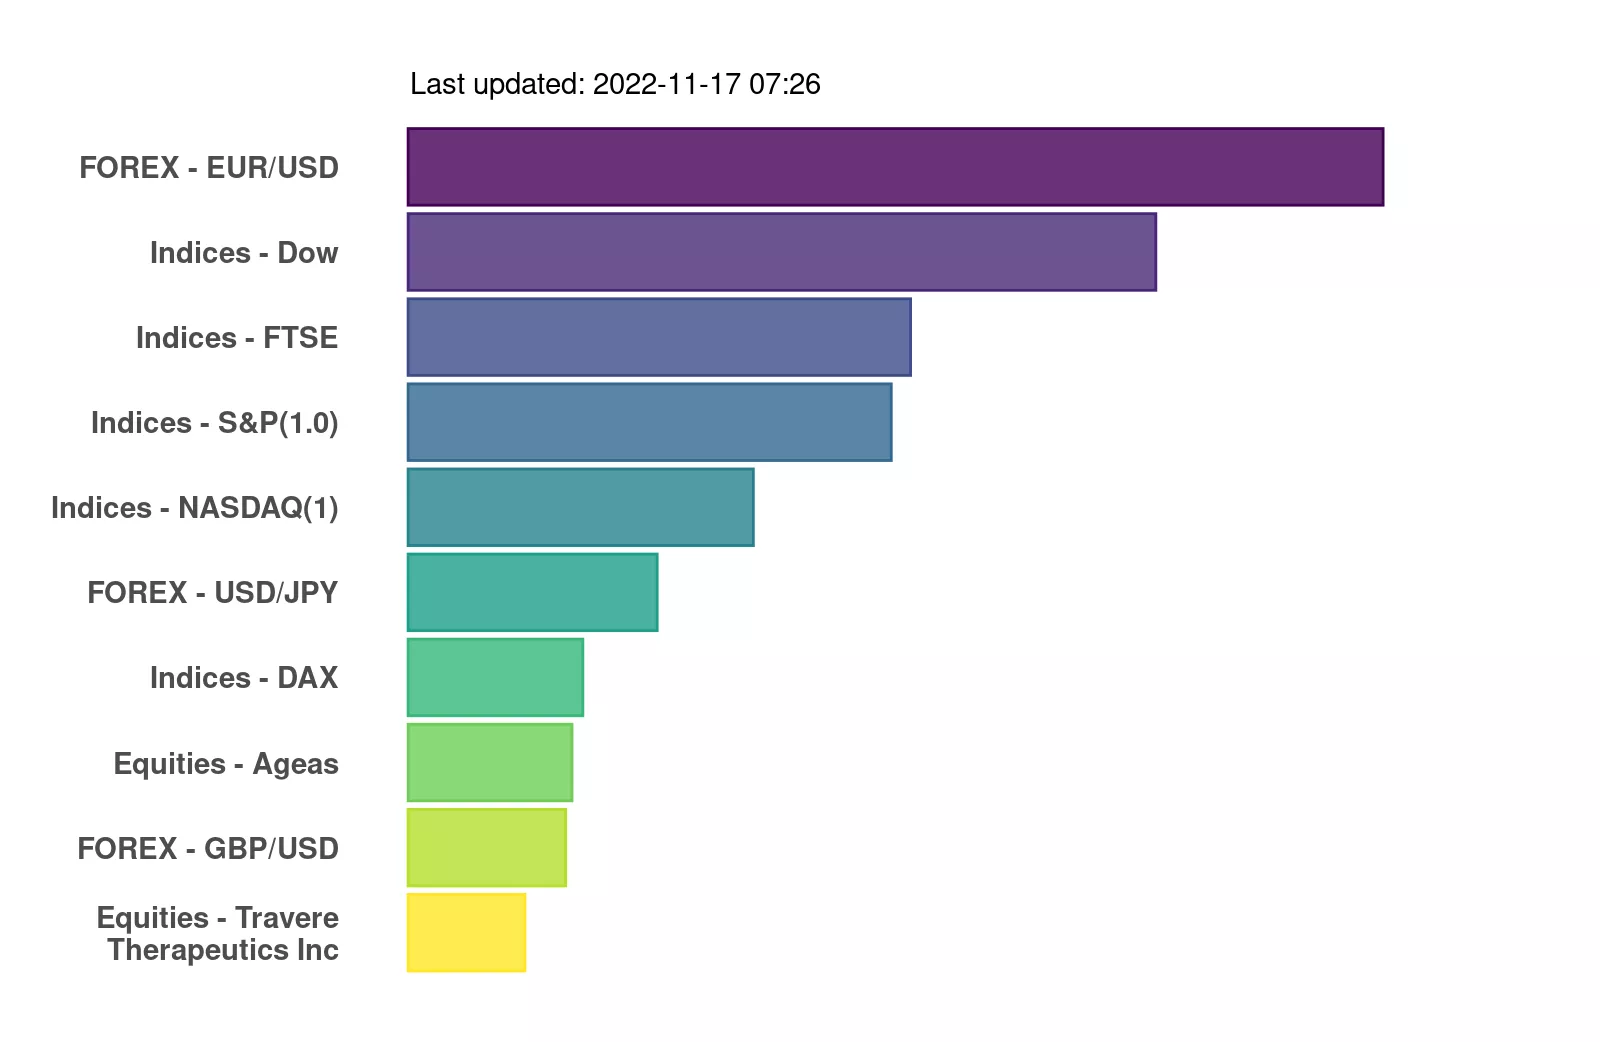 Last updated: 2022-11-17 07:26
FOREX - EUR/USD
Indices - Dow
Indices - FTSE
Indices - S&P(1.0)
Indices - NASDAQ(1)
FOREX - USD/JPY
Indices - DAX
Equities - Ageas
FOREX - GBP/USD
Equities - Travere
Therapeutics Inc